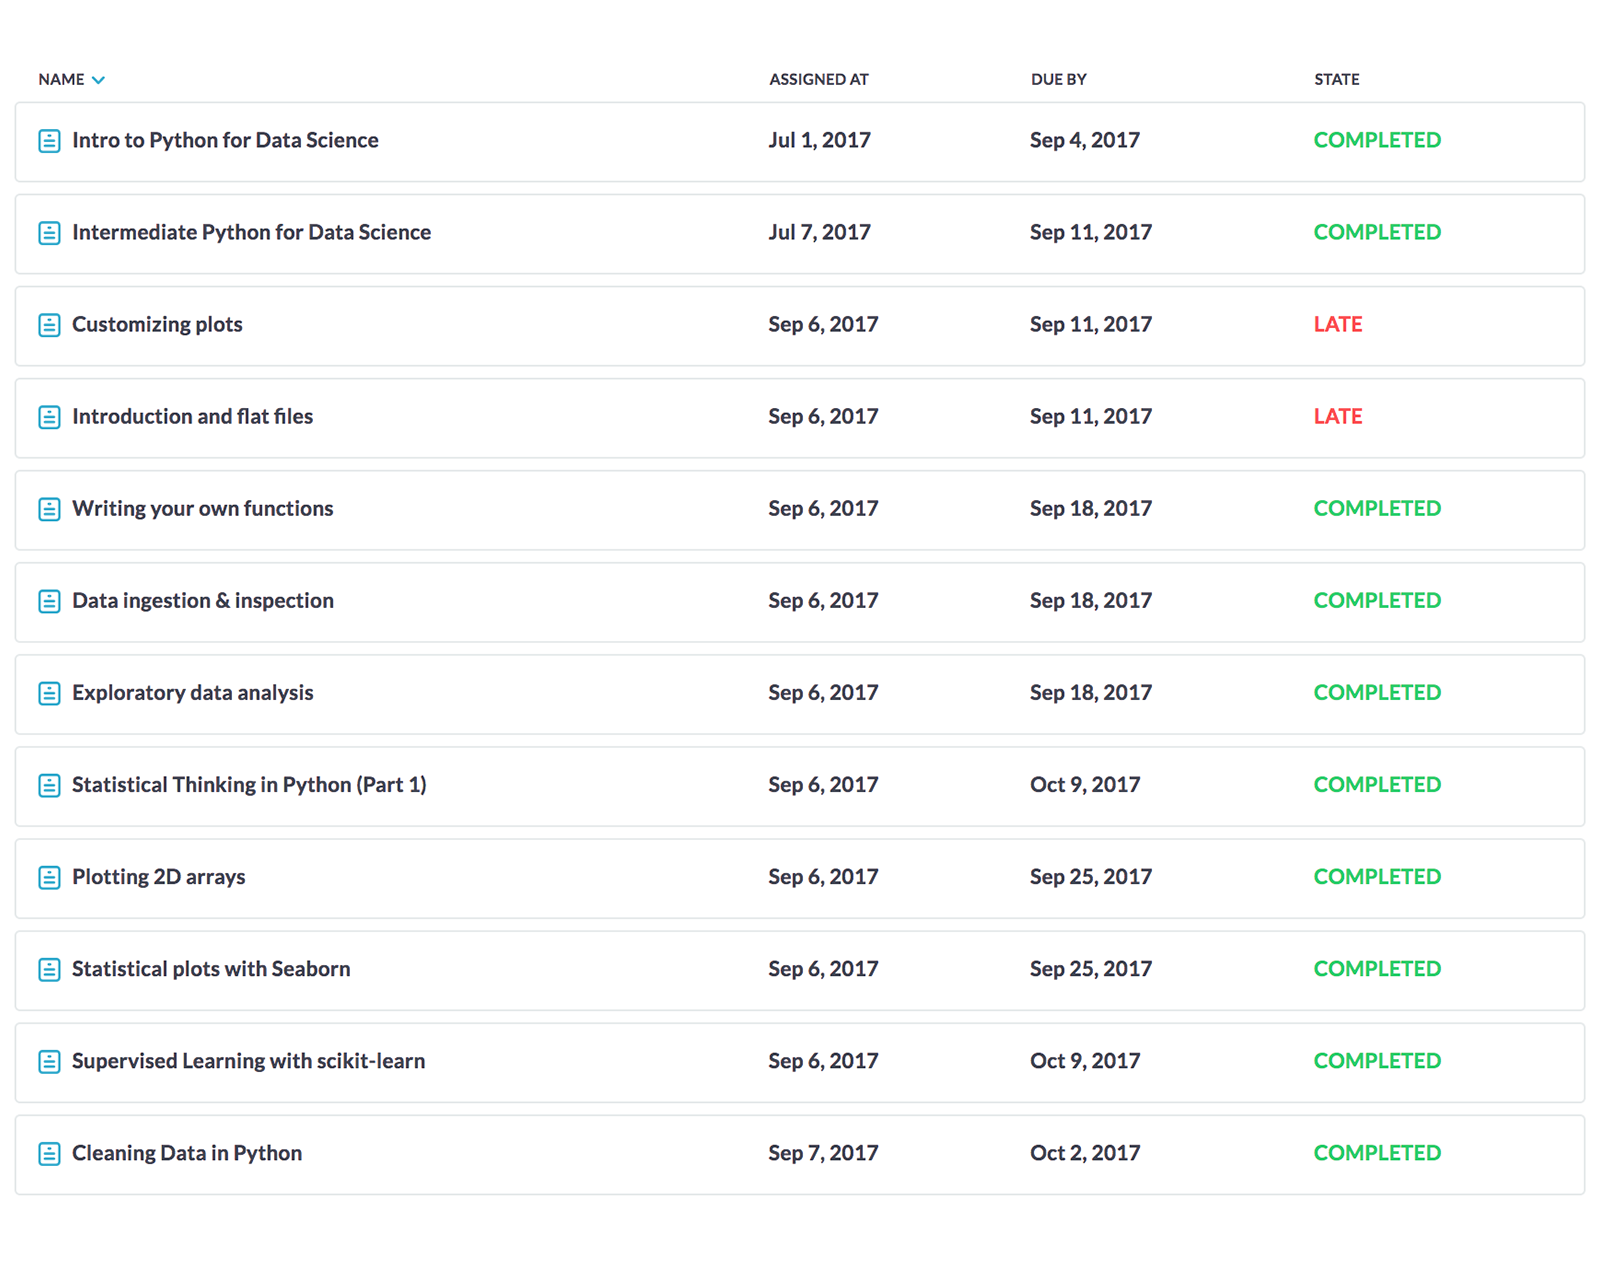 NAME ASSIGNED AT DUE BY STATE
Intro to Python for Data Science Jul 1, 2017 Sep 4, 2017 COMPLETED
Intermediate Python for Data Science Jul 7, 2017 Sep 11, 2017 COMPLETED
Customizing plots Sep 6, 2017 Sep 11, 2017 LATE
Introduction and flat files Sep 6, 2017 Sep 11, 2017 LATE
Writing your own functions Sep 6, 2017 Sep 18, 2017 COMPLETED
Data ingestion & inspection Sep 6, 2017 Sep 18, 2017 COMPLETED
Exploratory data analysis Sep 6, 2017 Sep 18, 2017 COMPLETED
Statistical Thinking in Python (Part 1) Sep 6, 2017 Oct 9, 2017 COMPLETED
Plotting 2D arrays Sep 6, 2017 Sep 25, 2017 COMPLETED
Statistical plots with Seaborn Sep 6, 2017 Sep 25, 2017 COMPLETED
Supervised Learning with scikit-learn Sep 6, 2017 Oct 9, 2017 COMPLETED
Cleaning Data in Python Sep 7, 2017 Oct 2, 2017 COMPLETED